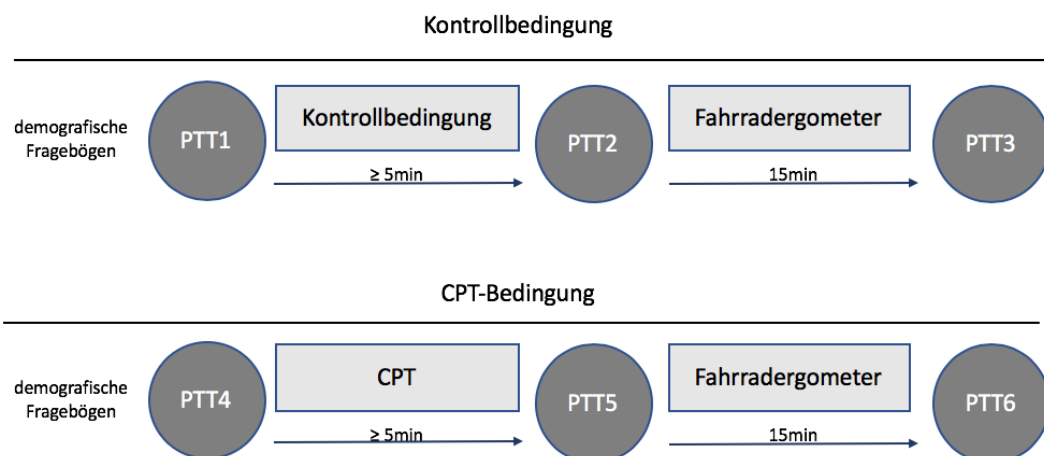 Kontrollbedingung
demografische
Fragebögen
PTT1
Kontrollbedingung
≥ 5min
PTT2
Fahrradergometer
15min
PTT3
CPT-Bedingung
demografische
Fragebögen
PTT4
CPT
≥ 5min
PTT5
Fahrradergometer
15min
PTT6